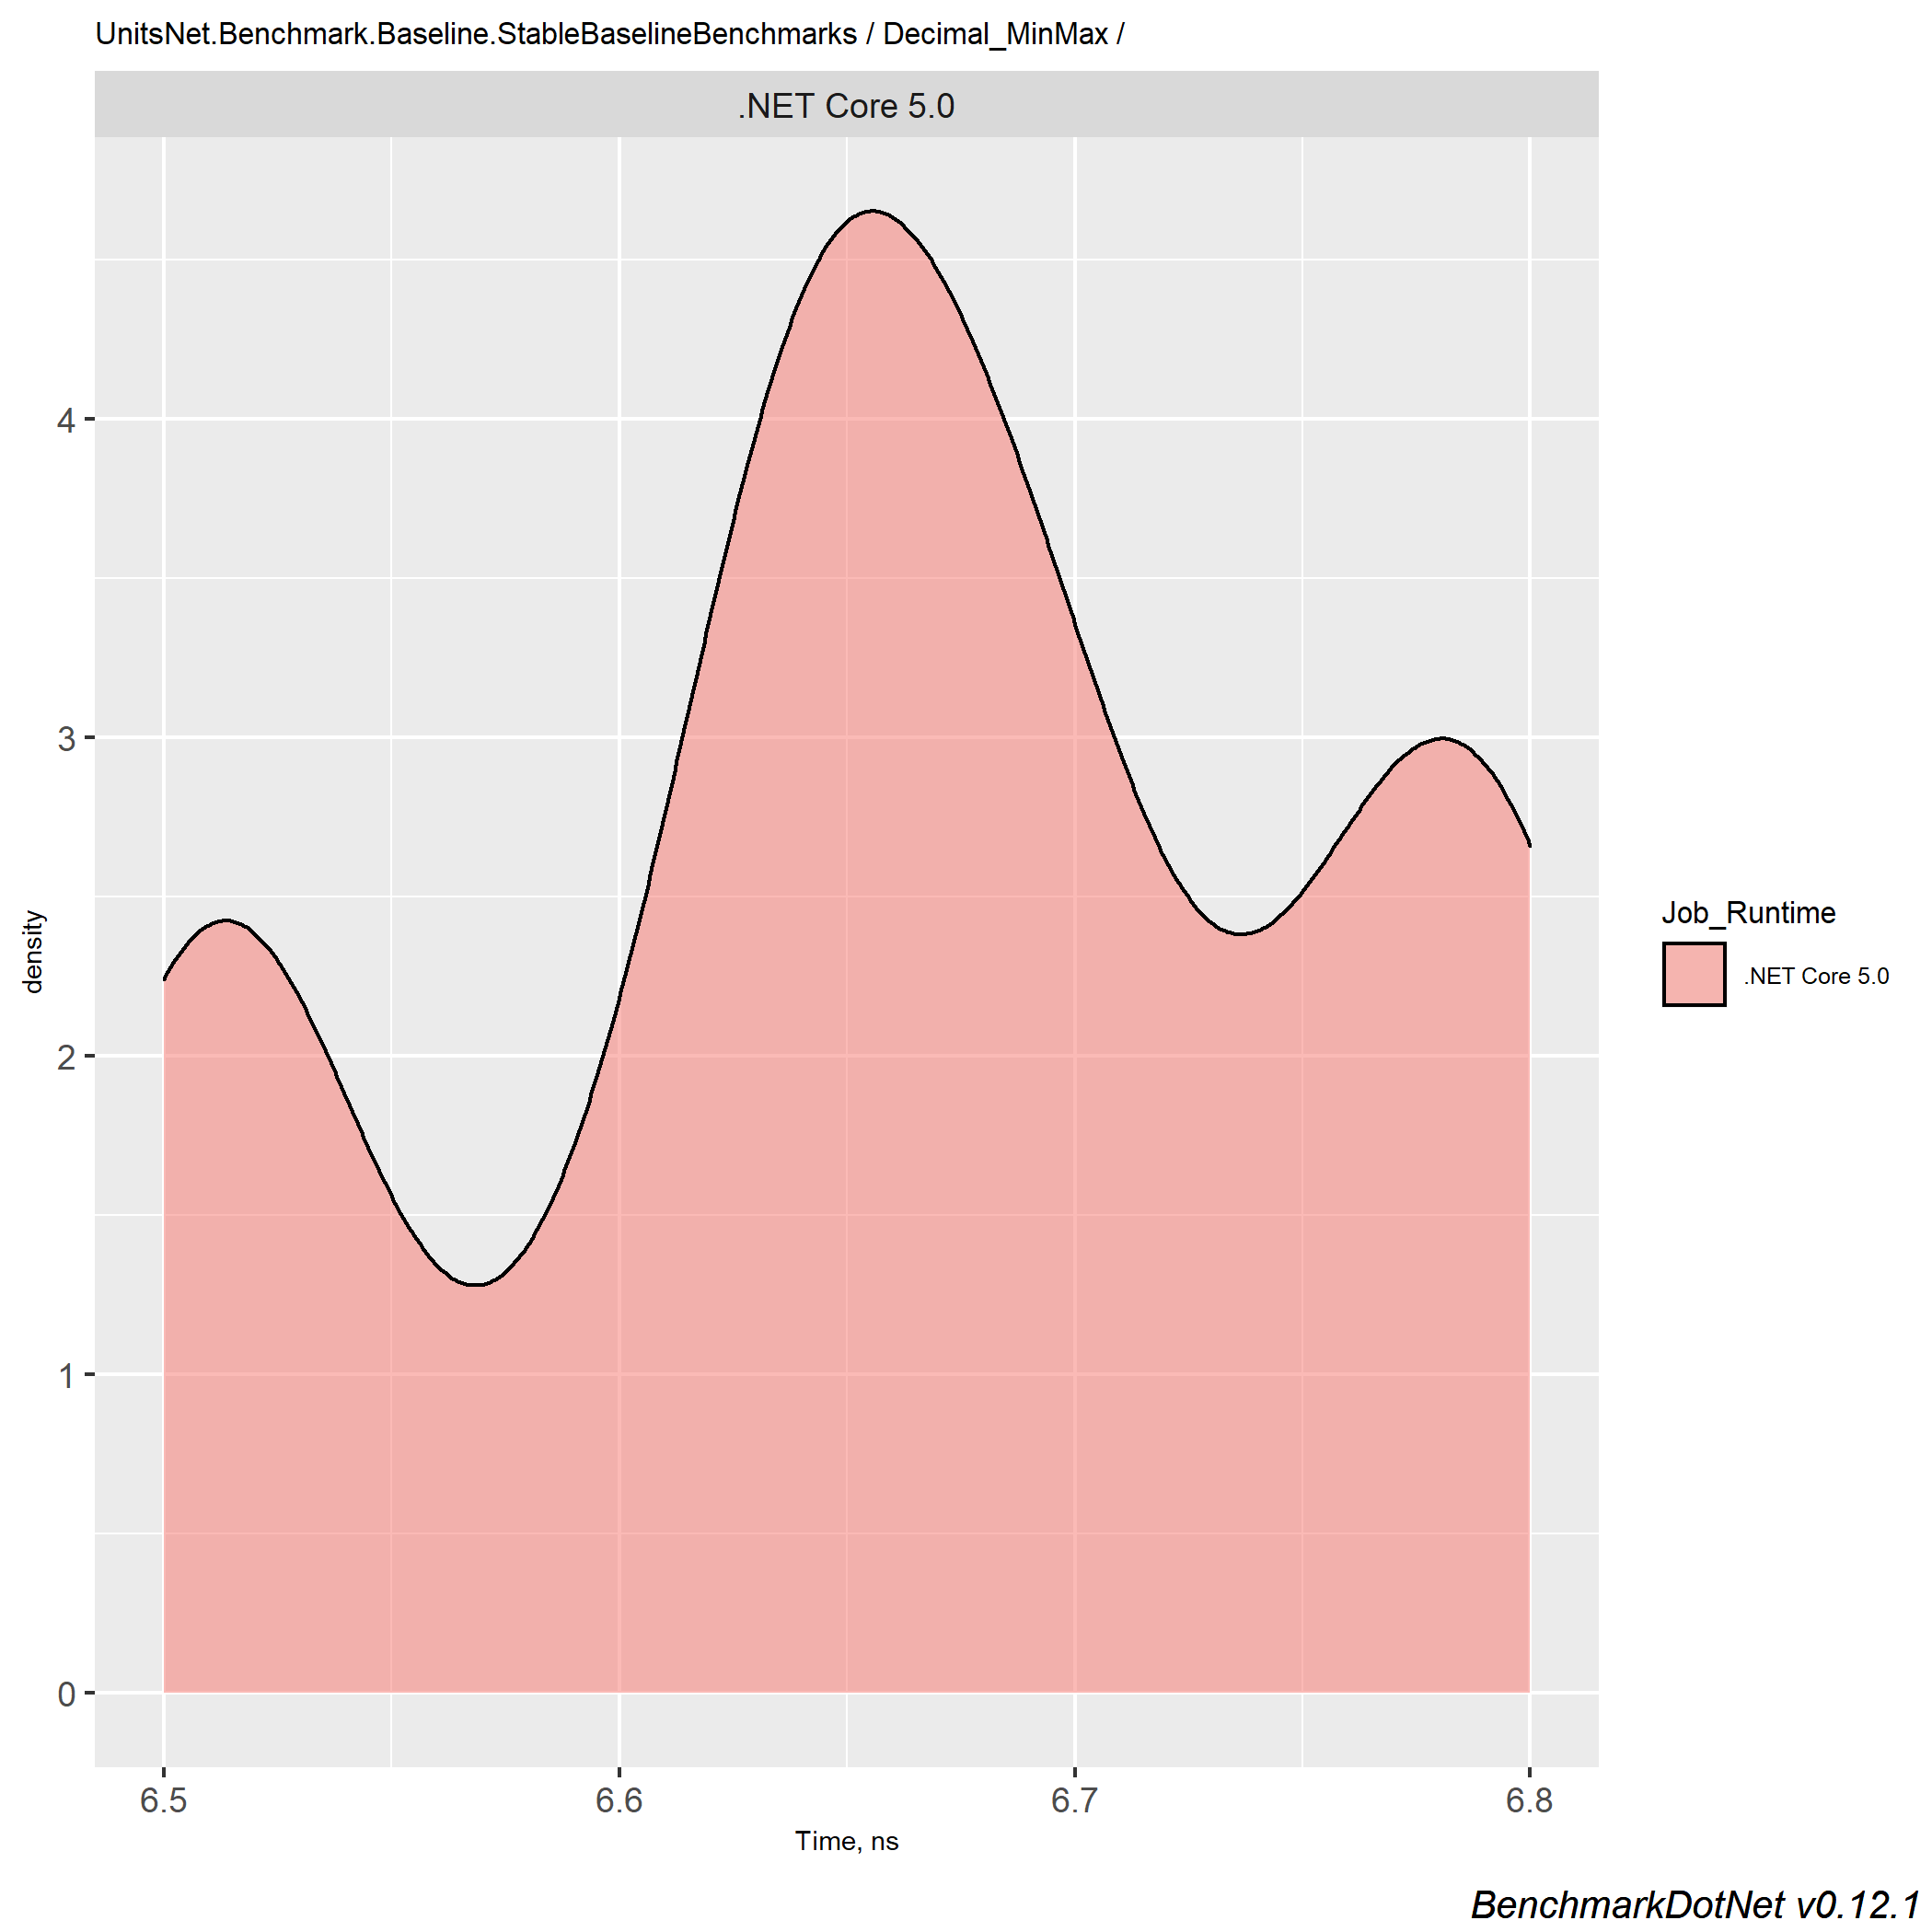 UnitsNet.Benchmark.Baseline.StableBaselineBenchmarks / Decimal_MinMax /
.NET Core 5.0
4
3
2
1
0
density
6.5 6.6 6.7 6.8
Time, ns
Job_Runtime
.NET Core 5.0
BenchmarkDotNet v0.12.1